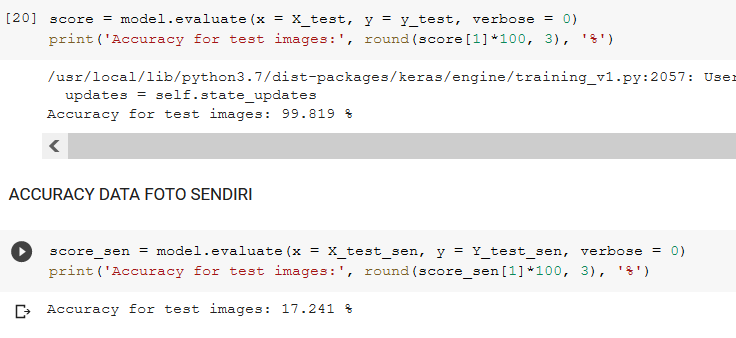 [20] score = model.evaluate(x = X_test, y = y_test, verbose = 0)
print('Accuracy for test images:', round(score[1]*100, 3), '%')
/usr/local/lib/python3.7/dist-packages/keras/engine/training_v1.py:2057: User
updates = self.state_updates
Accuracy for test images: 99.819 %
ACCURACY DATA FOTO SENDIRI
score_sen = model.evaluate(x = X_test_sen, y = Y_test_sen, verbose = 0)
print('Accuracy for test images:', round(score_sen[1]*100, 3), '%')
Accuracy for test images: 17.241 %